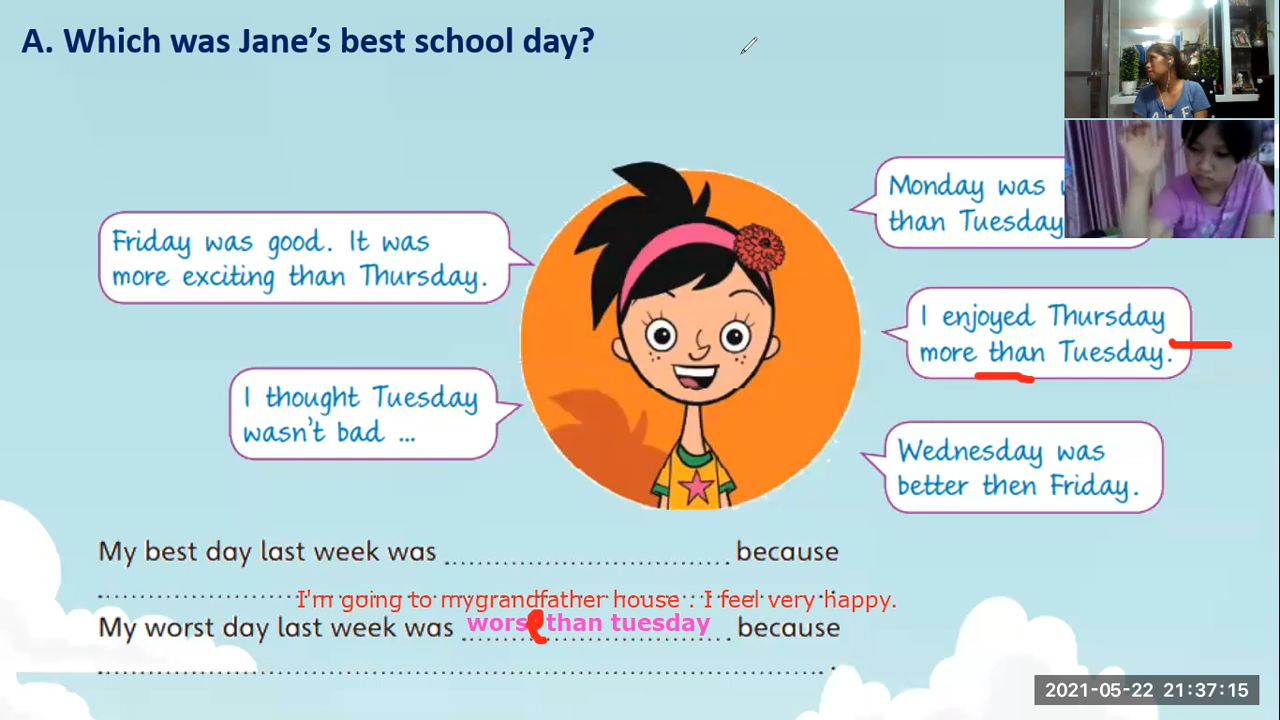 A. Which was Jane's best school day?
Friday was good. It was
more exciting than Thursday.
Monday was
than Tuesday
I enjoyed Thursday
more than Tuesday.
I thought Tuesday
wasn't bad ...
Wednesday was
better then Friday.
My best day last week was ................................ because
I'm going to mygrandfather house . I feel very happy.
My worst day last week was worse than tuesday because
2021-05-22 21:37:15